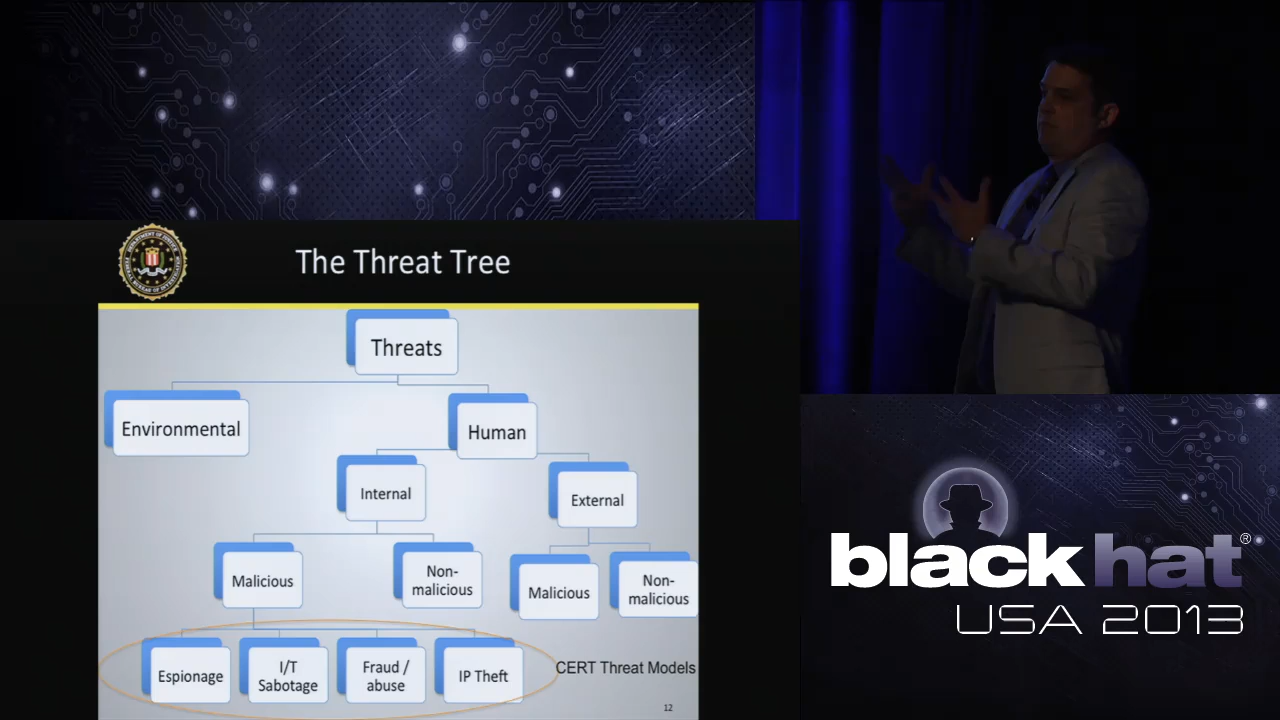 The Threat Tree
Threats
Environmental
Human
Internal
External
Malicious
Non-
malicious
Malicious
Non-
malicious
Espionage
I/T
Sabotage
Fraud /
abuse
IP Theft
CERT Threat Models
12
black hat®
USA 2013